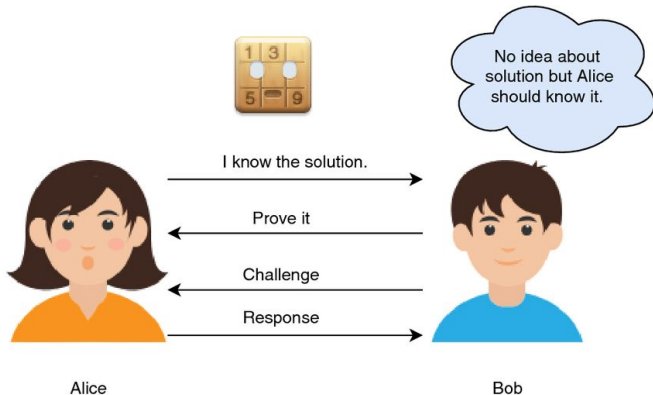 1 3
5 9
No idea about
solution but Alice
should know it.
I know the solution.
Prove it
Challenge
Response
Alice
Bob